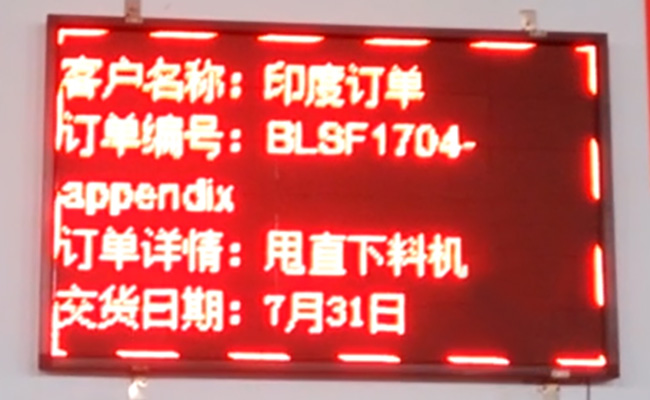 客户名称：印度订单
订单编号：BLSF1704-
appendix
订单详情：甩直下料机
交货日期：7月31日